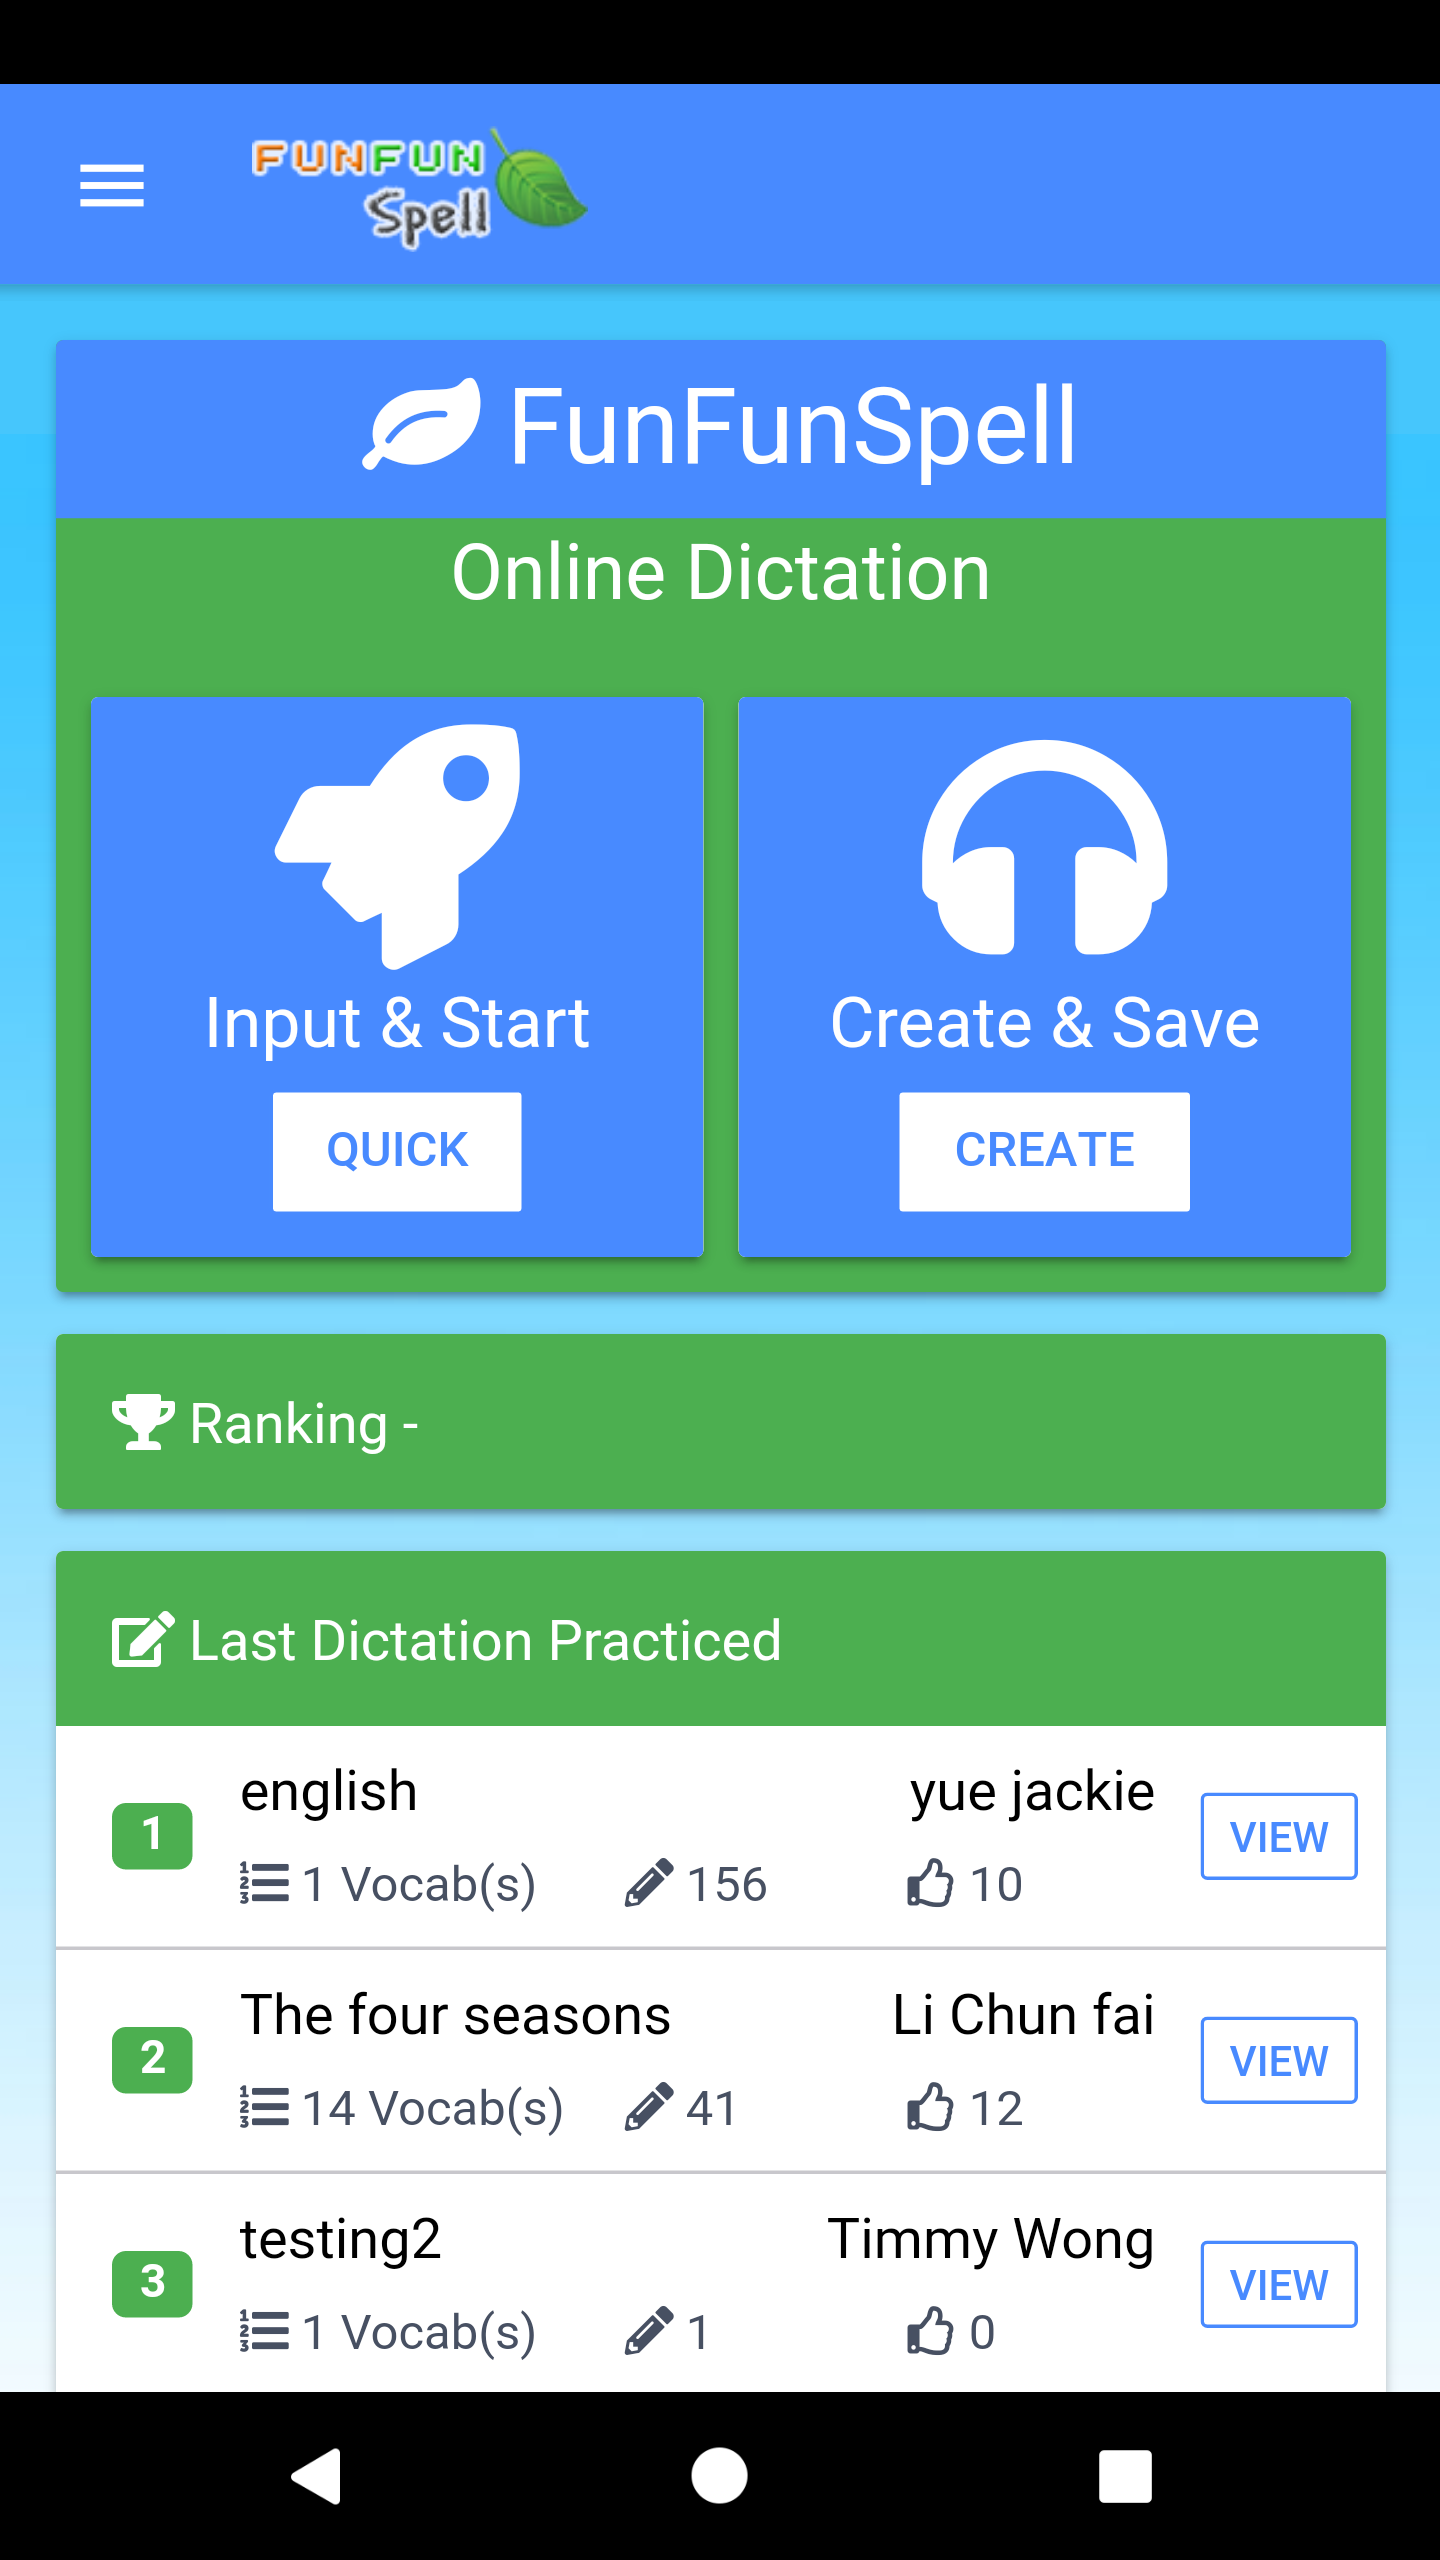 FUNFUN
Spell
FunFunSpell
Online Dictation
Input & Start
QUICK
Create & Save
CREATE
Ranking -
Last Dictation Practiced
1
english
yue jackie
1 Vocab(s)
156
10
VIEW
2
The four seasons
Li Chun fai
14 Vocab(s)
41
12
VIEW
3
testing2
Timmy Wong
1 Vocab(s)
1
0
VIEW